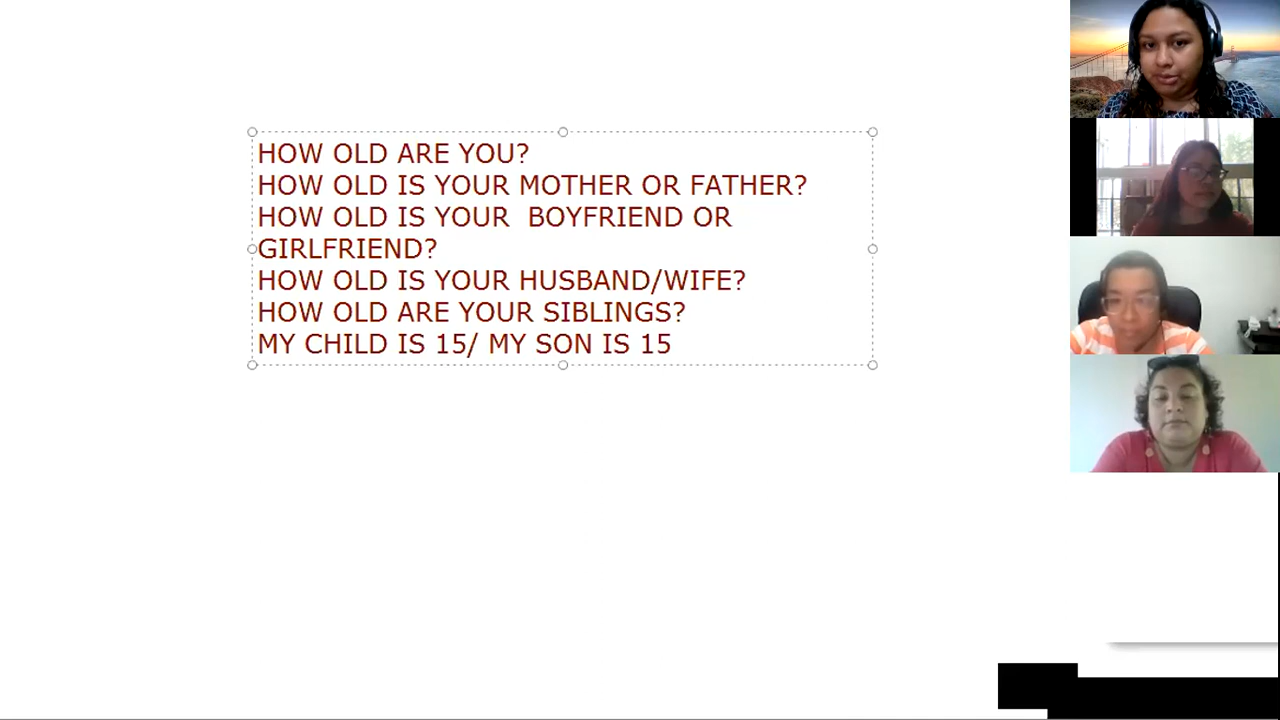 HOW OLD ARE YOU?
HOW OLD IS YOUR MOTHER OR FATHER?
HOW OLD IS YOUR  BOYFRIEND OR
GIRLFRIEND?
HOW OLD IS YOUR HUSBAND/WIFE?
HOW OLD ARE YOUR SIBLINGS?
MY CHILD IS 15/ MY SON IS 15